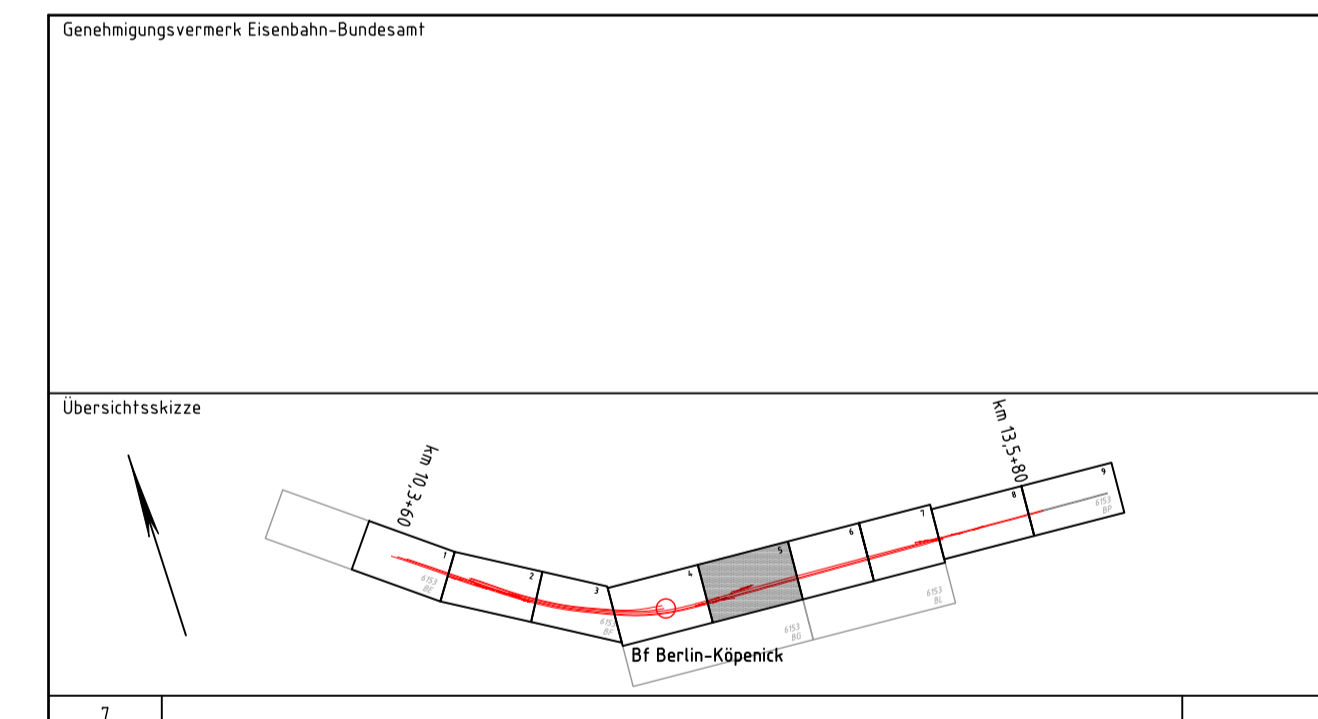 Genehmigungsvermerk Eisenbahn-Bundesamt
Übersichtsskizze
km 10,3+60
km 13,5+80
1
2
3
4
5
6
7
8
9
6153
BE
6153
BF
6153
BG
6153
BL
6153
BP
Bf Berlin-Köpenick
7